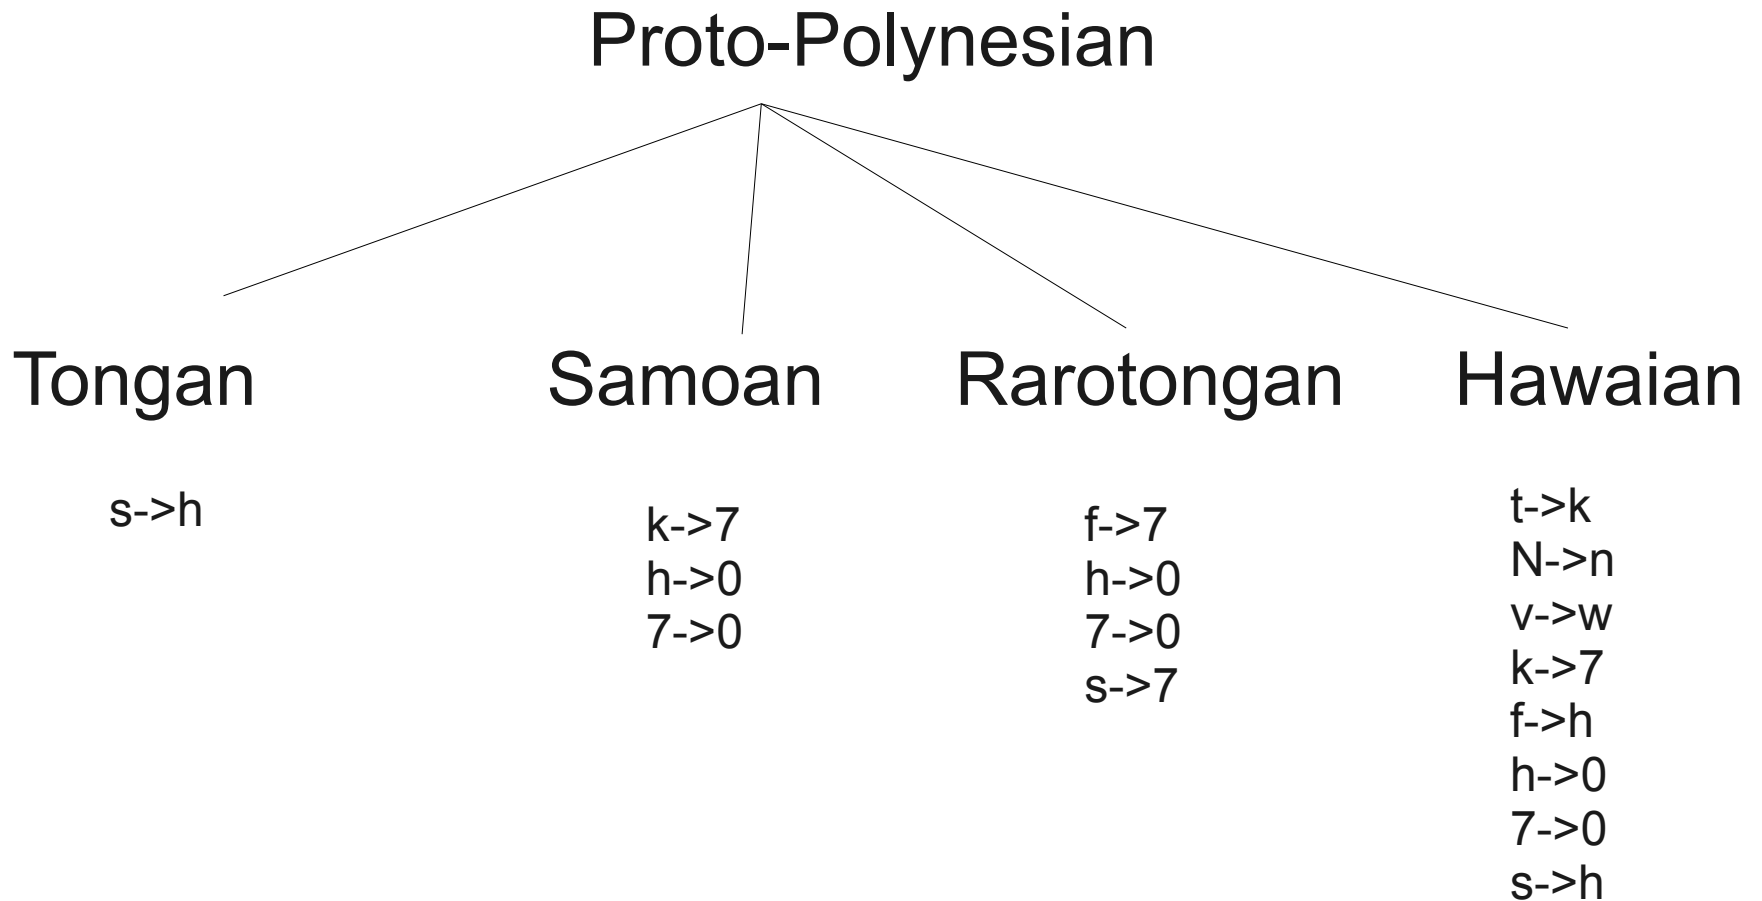 Proto-Polynesian
Tongan
Samoan
Rarotongan
Hawaian
s->h
k->7
h->0
7->0
f->7
h->0
7->0
s->7
t->k
N->n
v->w
k->7
f->h
h->0
7->0
s->h